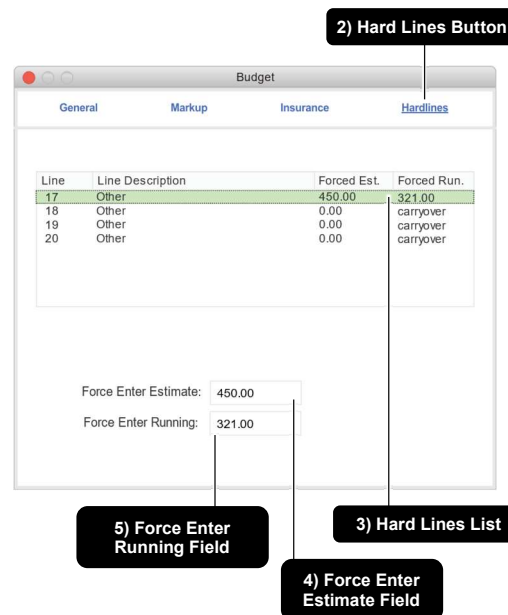 2) Hard Lines Button
Budget
General Markup Insurance Hardlines
Line Line Description Forced Est. Forced Run.
17 Other 450.00 321.00
18 Other 0.00 carryover
19 Other 0.00 carryover
20 Other 0.00 carryover
Force Enter Estimate: 450.00
Force Enter Running: 321.00
5) Force Enter
Running Field
3) Hard Lines List
4) Force Enter
Estimate Field